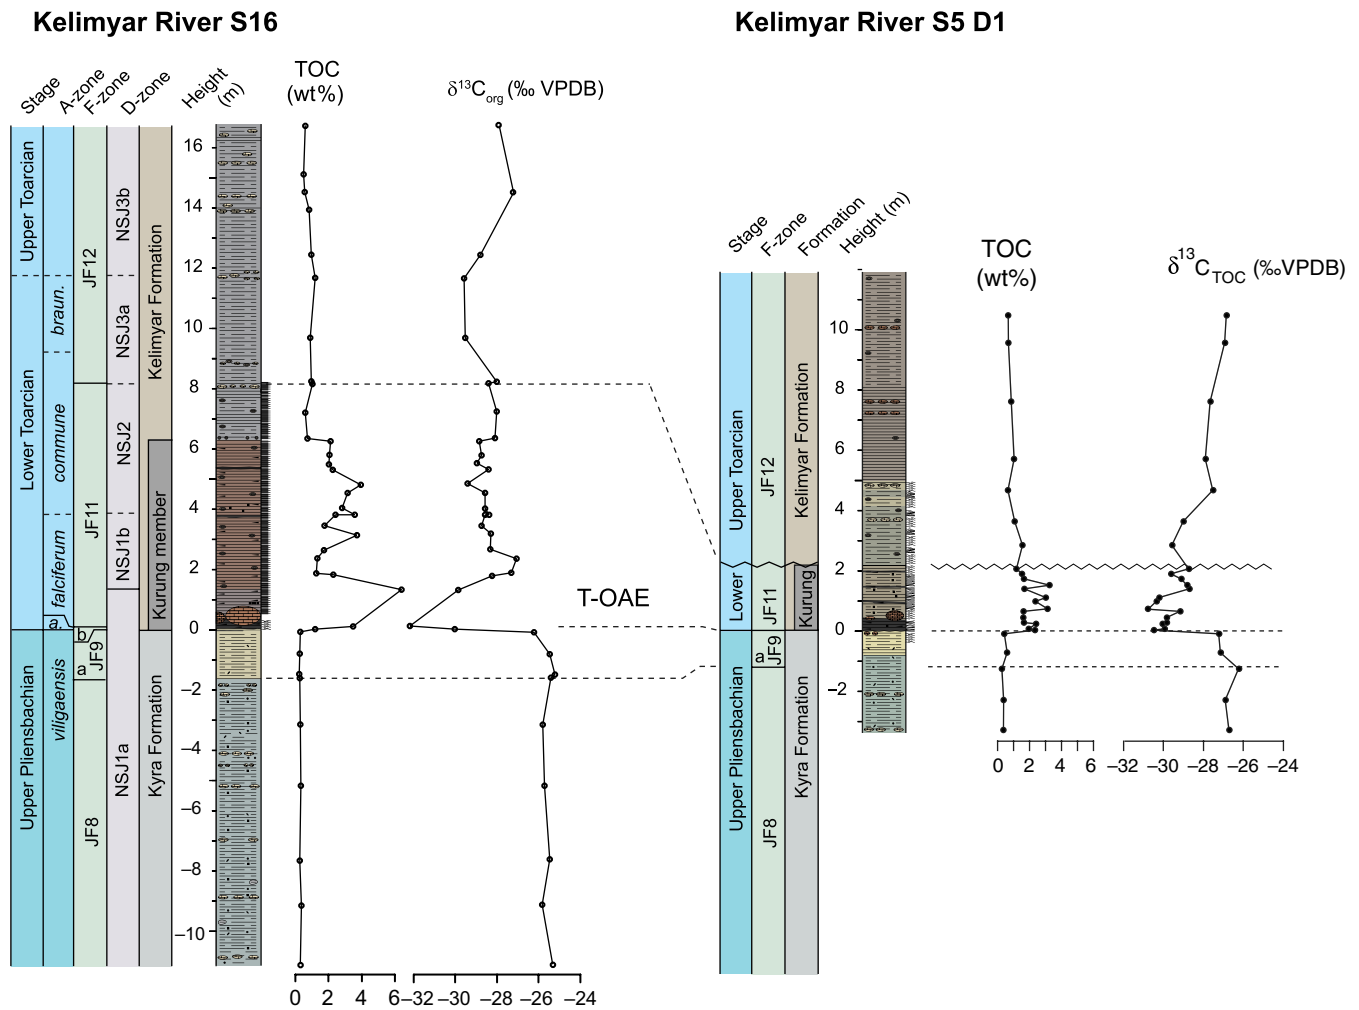 Kelimyar River S16
Kelimyar River S5 D1
Stage
A-zone
F-zone
D-zone
Height
(m)
TOC
(wt%)
δ13Corg (‰ VPDB)
Upper Toarcian
Lower Toarcian
Upper Pliensbachian
braun.
commune
falciferum
a.
viligaensis
JF12
JF11
b
JF9
a
JF8
NSJ3b
NSJ3a
NSJ2
NSJ1b
NSJ1a
Kelimyar Formation
Kurung member
Kyra Formation
16
14
12
10
8
6
4
2
0
–2
–4
–6
–8
–10
0 2 4 6
–32 –30 –28 –26 –24
T-OAE
Stage
F-zone
Formation
Height (m)
TOC
(wt%)
δ13CTOC (‰VPDB)
Upper Toarcian
Lower
Upper Pliensbachian
JF12
JF11
a
JF9
JF8
Kelimyar Formation
Kurung
Kyra Formation
10
8
6
4
2
0
–2
0 2 4 6
–32 –30 –28 –26 –24